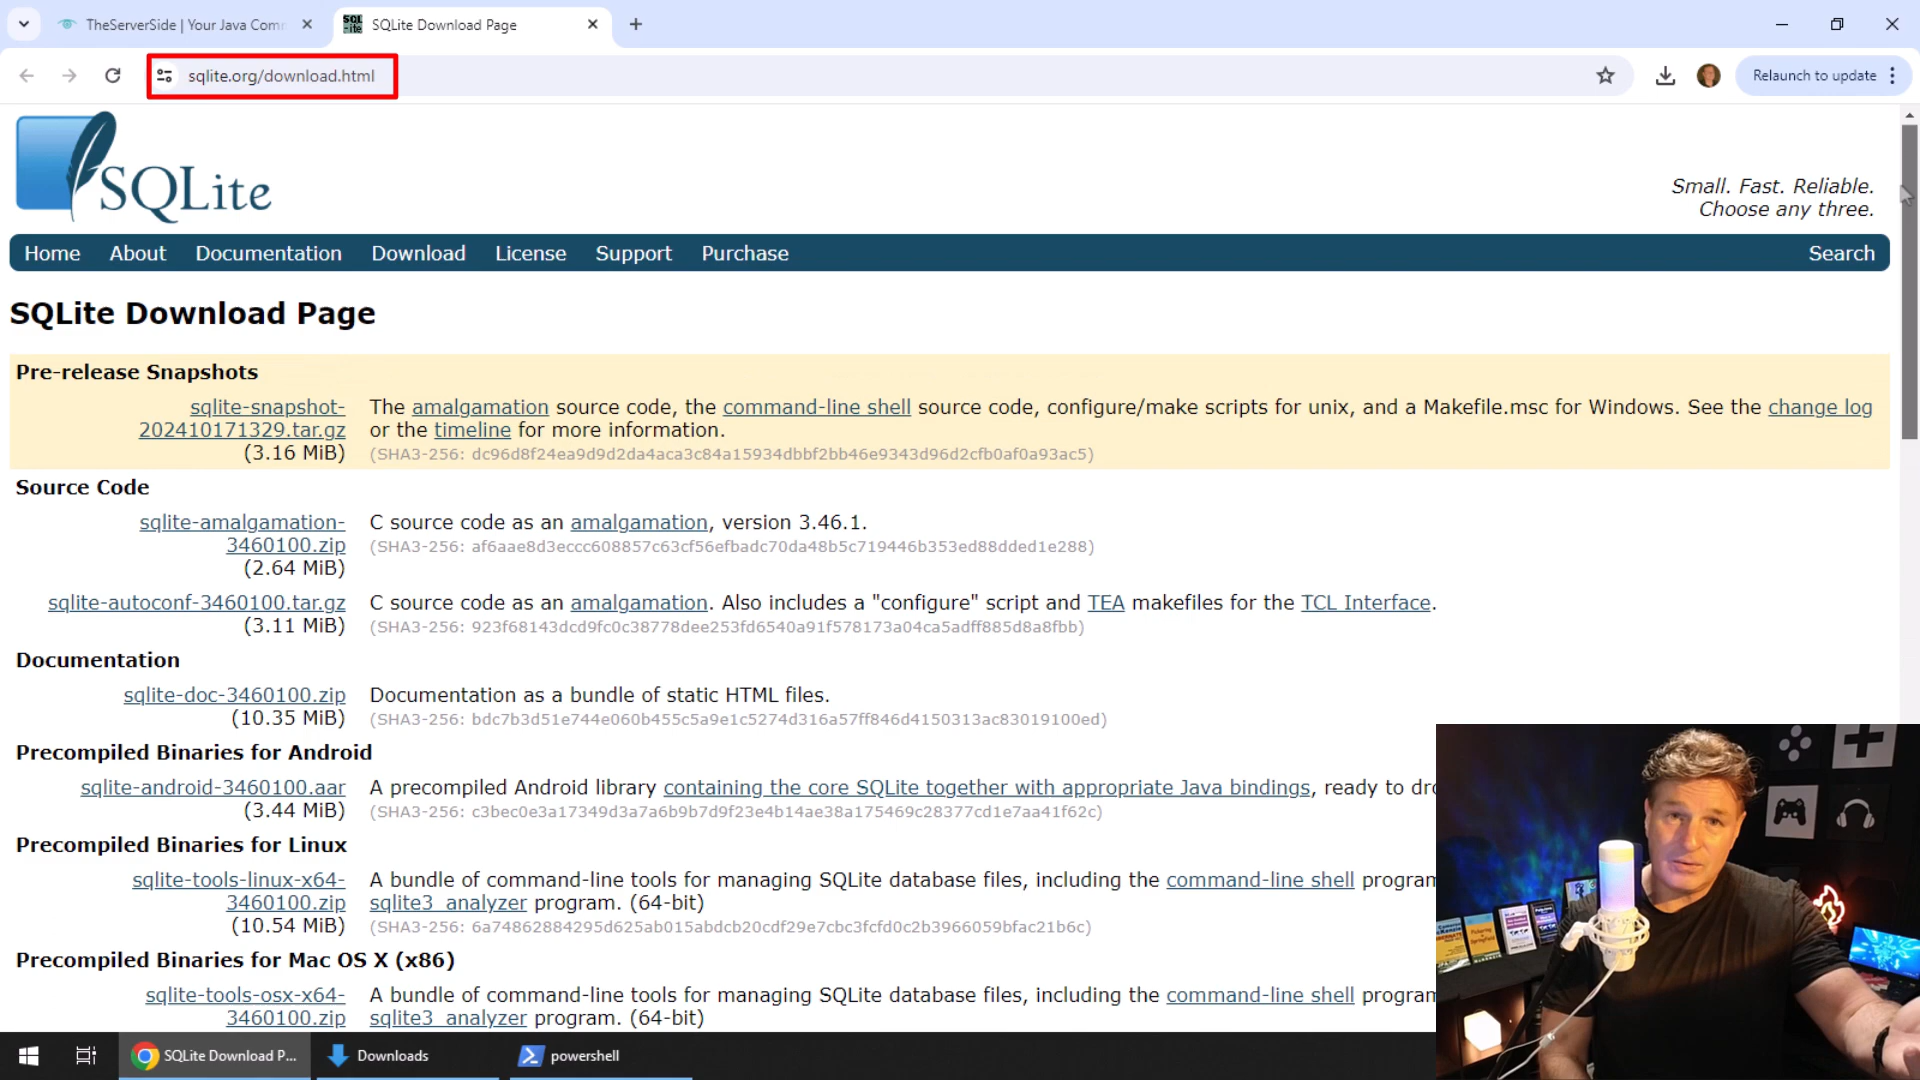 TheServerSide | Your Java Com
SQLite Download Page
sqlite.org/download.html
Relaunch to update
SQLite
Small. Fast. Reliable.
Choose any three.
Home About Documentation Download License Support Purchase Search
SQLite Download Page
Pre-release Snapshots
sqlite-snapshot- The amalgamation source code, the command-line shell source code, configure/make scripts for unix, and a Makefile.msc for Windows. See the change log
202410171329.tar.gz or the timeline for more information.
(3.16 MiB) (SHA3-256: dc96d8f24ea9d9d2da4aca3c84a15934dbbf2bb46e9343d96d2cfb0af0a93ac5)
Source Code
sqlite-amalgamation- C source code as an amalgamation, version 3.46.1.
3460100.zip (SHA3-256: af6aae8d3eccc608857c63cf56efbadc70da48b5c719446b353ed88dded1e288)
(2.64 MiB)
sqlite-autoconf-3460100.tar.gz C source code as an amalgamation. Also includes a "configure" script and TEA makefiles for the TCL Interface.
(3.11 MiB) (SHA3-256: 923f68143dcd9fc0c38778dee253fd6540a91f578173a04ca5adff885d8a8fbb)
Documentation
sqlite-doc-3460100.zip Documentation as a bundle of static HTML files.
(10.35 MiB) (SHA3-256: bdc7b3d51e744e060b455c5a9e1c5274d316a57ff846d4150313ac83019100ed)
Precompiled Binaries for Android
sqlite-android-3460100.aar A precompiled Android library containing the core SQLite together with appropriate Java bindings, ready to dro
(3.44 MiB) (SHA3-256: c3bec0e3a17349d3a7a6b9b7d9f23e4b14ae38a175469c28377cd1e7aa41f62c)
Precompiled Binaries for Linux
sqlite-tools-linux-x64- A bundle of command-line tools for managing SQLite database files, including the command-line shell program
3460100.zip sqlite3_analyzer program. (64-bit)
(10.54 MiB) (SHA3-256: 6a74862884295d625ab015abdcb20cdf29e7cbc3fcfd0c2b3966059bfac21b6c)
Precompiled Binaries for Mac OS X (x86)
sqlite-tools-osx-x64- A bundle of command-line tools for managing SQLite database files, including the command-line shell program
3460100.zip sqlite3_analyzer program. (64-bit)
SQLite Download P... Downloads powershell